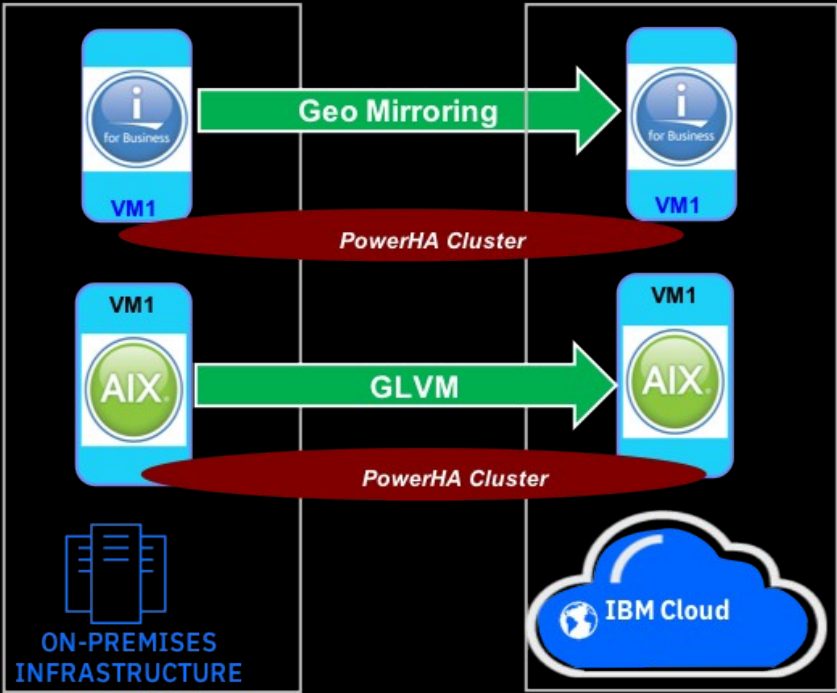 i
for Business
VM1
Geo Mirroring
i
for Business
VM1
PowerHA Cluster
VM1
AIX®
GLVM
VM1
AIX®
PowerHA Cluster
ON-PREMISES
INFRASTRUCTURE
IBM Cloud